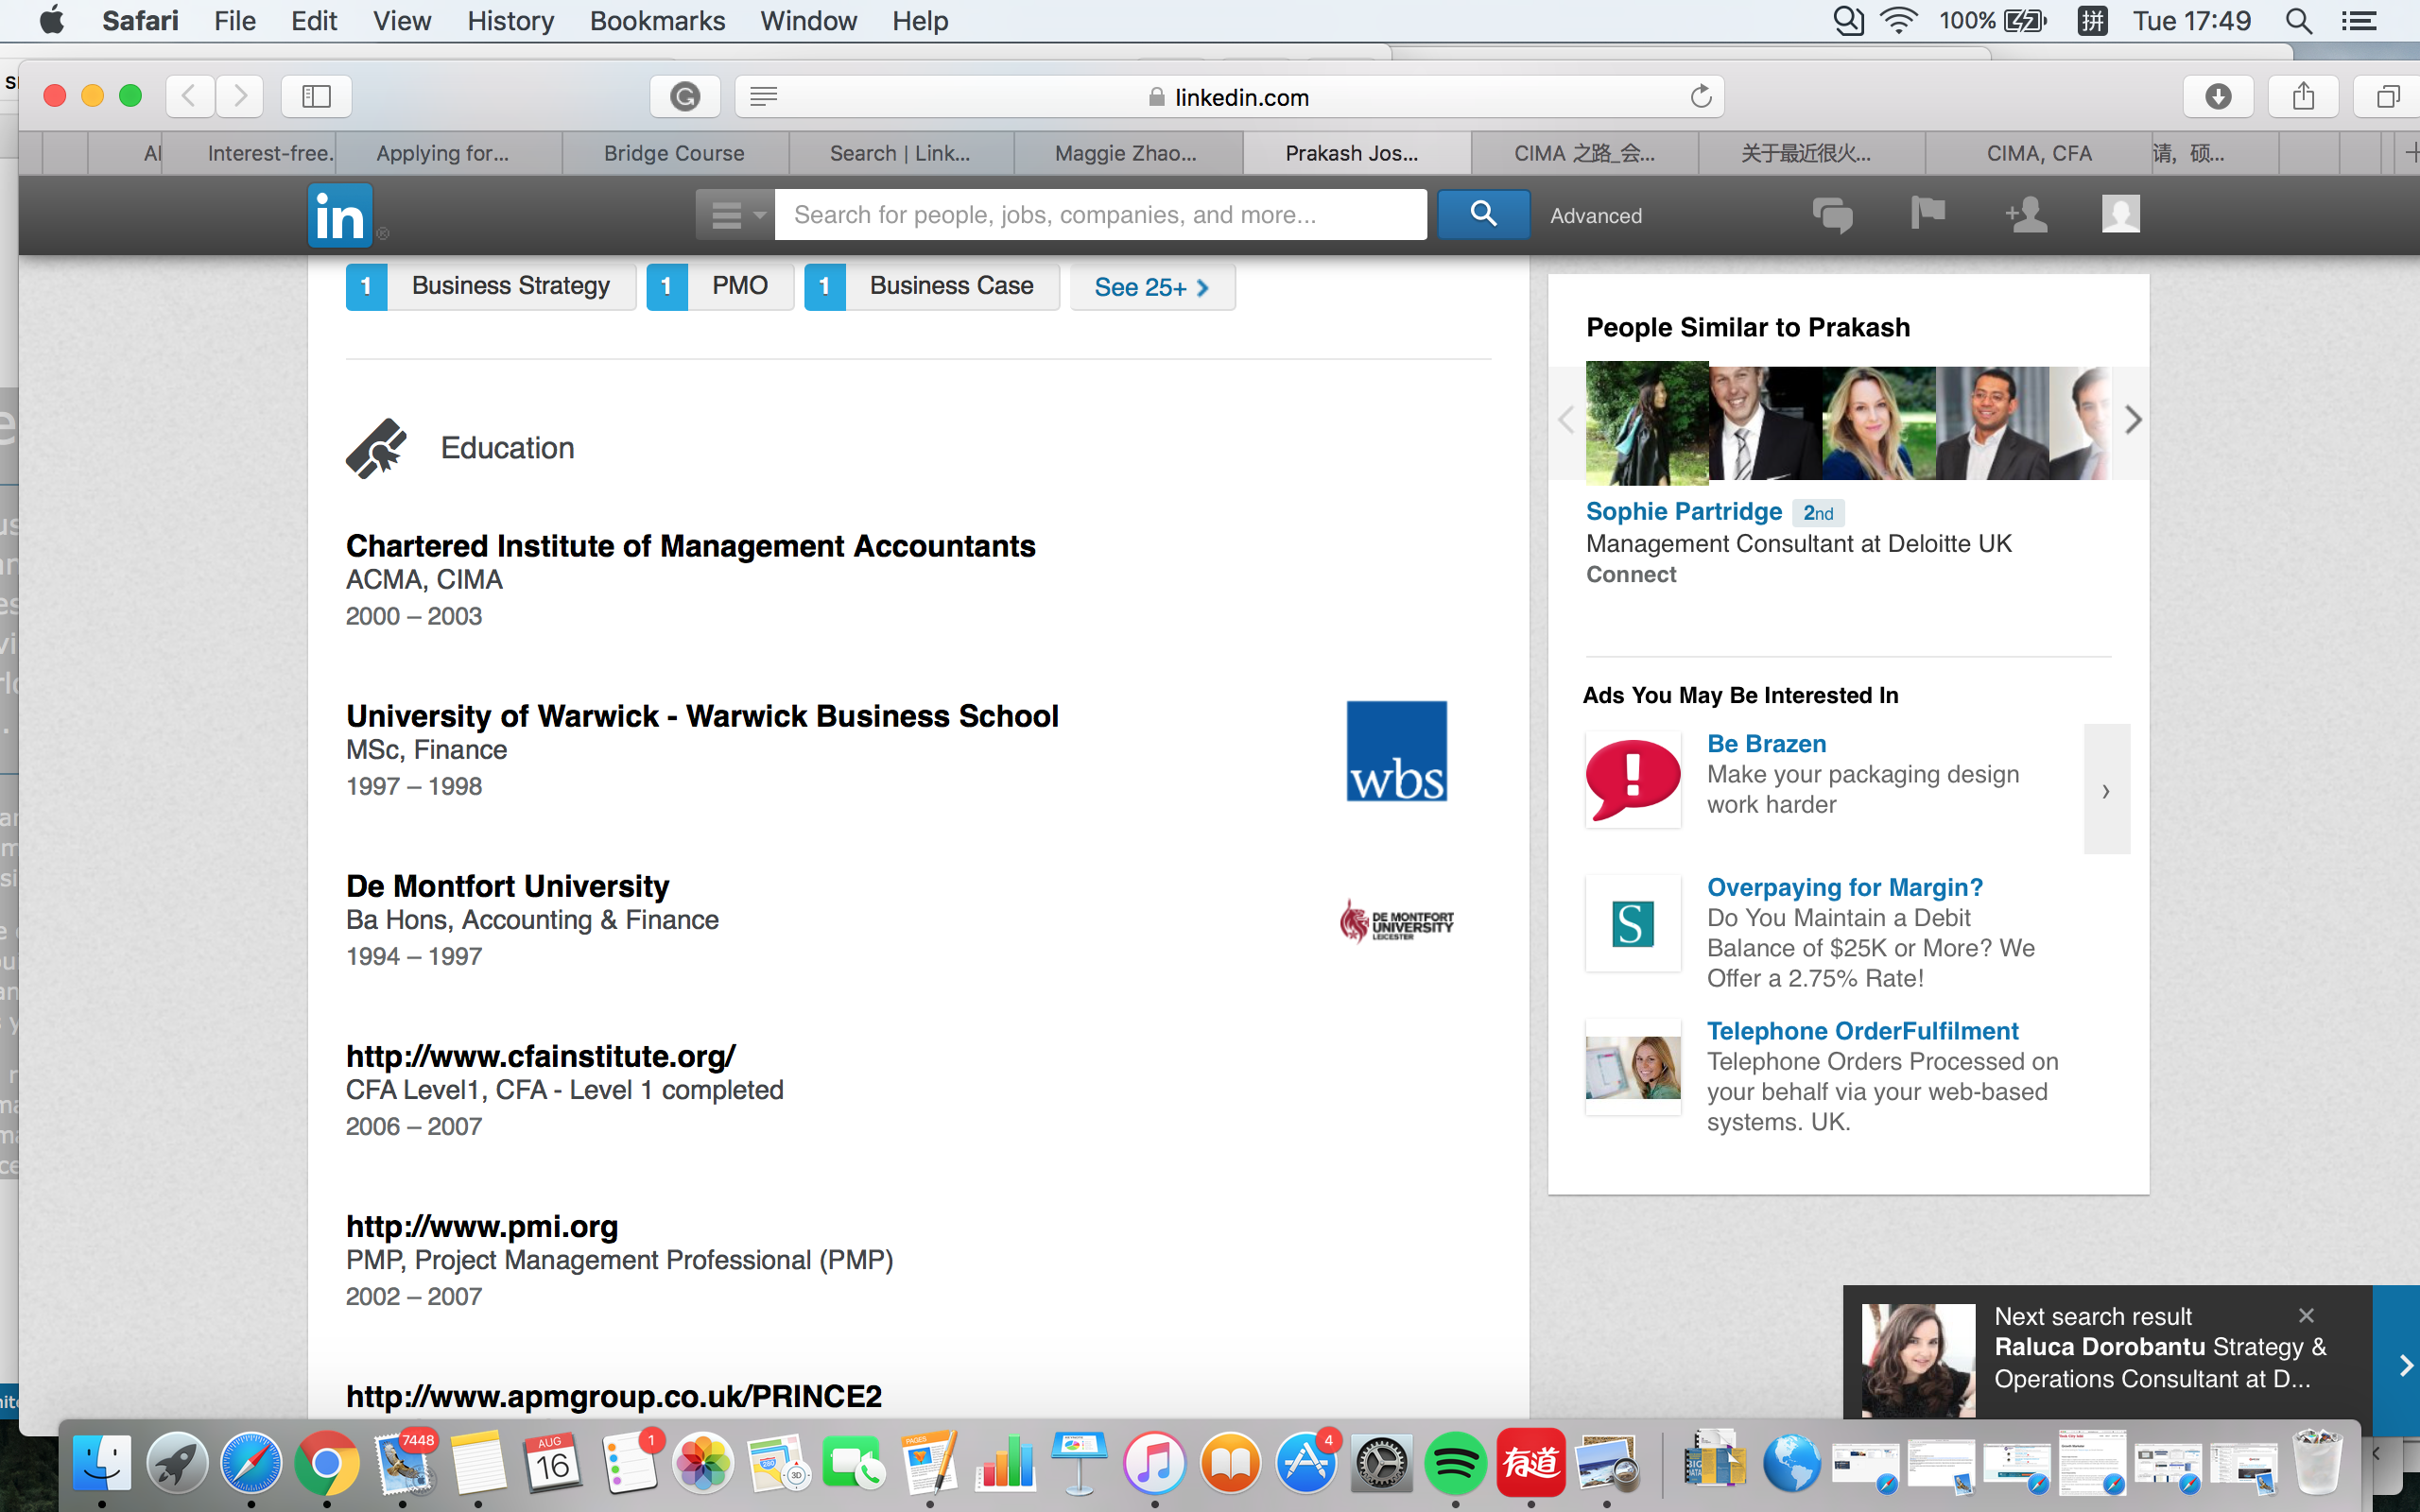 Safari File Edit View History Bookmarks Window Help
100% 拼 Tue 17:49
linkedin.com
Interest-free. Applying for... Bridge Course Search | Link... Maggie Zhao... Prakash Jos... CIMA 之路_会... 关于最近很火... CIMA, CFA 请，硕...
in
Search for people, jobs, companies, and more...
Advanced
1 Business Strategy 1 PMO 1 Business Case See 25+
Education
Chartered Institute of Management Accountants
ACMA, CIMA
2000 – 2003
University of Warwick - Warwick Business School
MSc, Finance
1997 – 1998
wbs
De Montfort University
Ba Hons, Accounting & Finance
1994 – 1997
DE MONTFORT
UNIVERSITY
LEICESTER
http://www.cfainstitute.org/
CFA Level1, CFA - Level 1 completed
2006 – 2007
http://www.pmi.org
PMP, Project Management Professional (PMP)
2002 – 2007
http://www.apmgroup.co.uk/PRINCE2
People Similar to Prakash
Sophie Partridge 2nd
Management Consultant at Deloitte UK
Connect
Ads You May Be Interested In
Be Brazen
Make your packaging design
work harder
S
Overpaying for Margin?
Do You Maintain a Debit
Balance of $25K or More? We
Offer a 2.75% Rate!
Telephone OrderFulfilment
Telephone Orders Processed on
your behalf via your web-based
systems. UK.
Next search result
Raluca Dorobantu Strategy &
Operations Consultant at D...
7448
AUG
16
1
3D
PAGES
4
有道